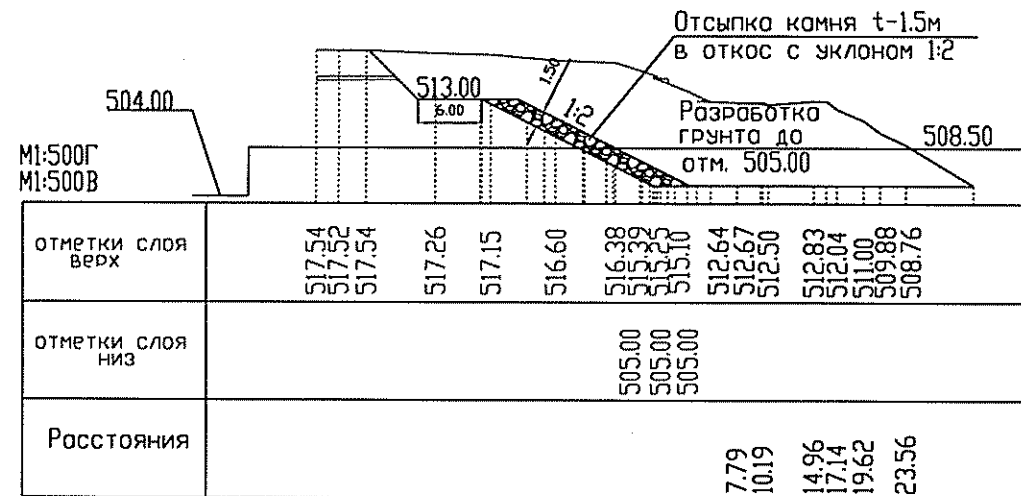 Отсыпка камня t-1.5м
в откос с уклоном 1:2
1.50
513.00
6.00
504.00
1:2
Разработка
грунта до
отм. 505.00
508.50
М1:500Г
М1:500В
отметки слоя
верх
517.54
517.52
517.54
517.26
517.15
516.60
516.38
515.39
515.25
515.10
512.64
512.67
512.50
512.83
512.04
511.00
509.88
508.76
отметки слоя
низ
505.00
505.00
505.00
Расстояния
7.79
10.19
14.96
17.14
19.62
23.56